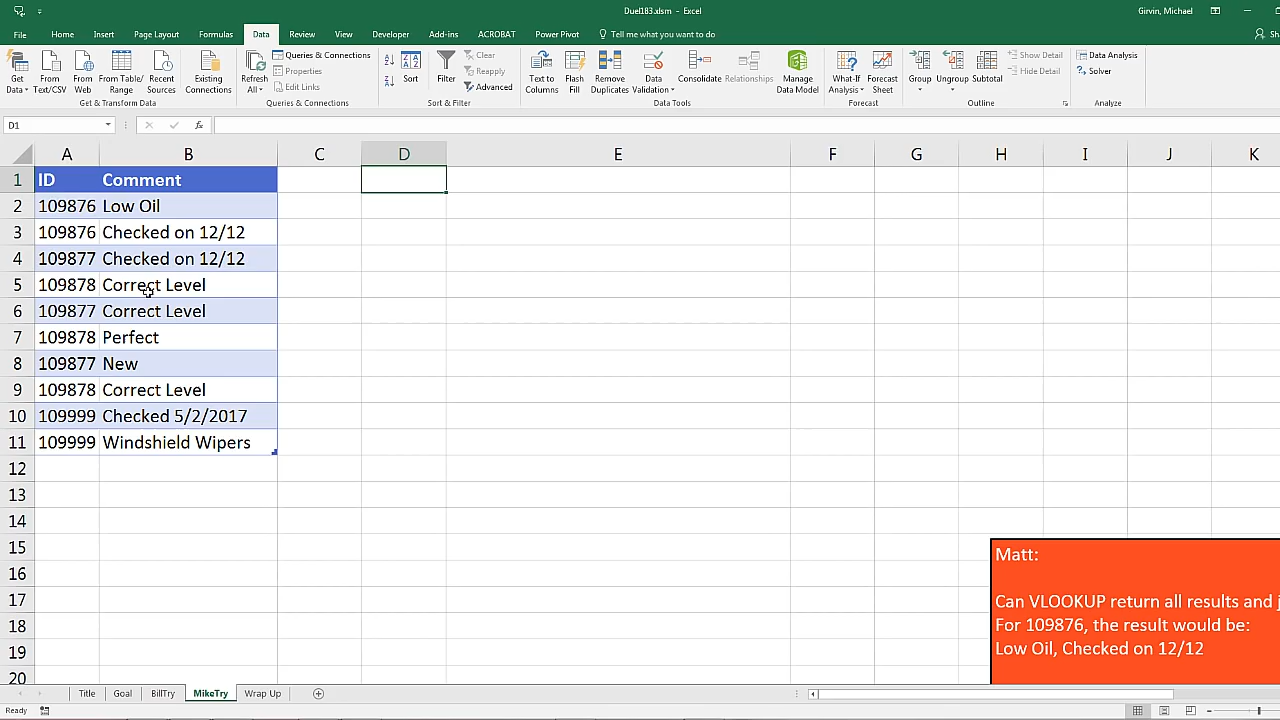 Duel183.xlsm - Excel
Girvin, Michael
File Home Insert Page Layout Formulas Data Review View Developer Add-ins ACROBAT Power Pivot Tell me what you want to do
Get Data
From Text/CSV
From Web
From Table/ Range
Recent Sources
Existing Connections
Get & Transform Data
Refresh All
Queries & Connections
Properties
Edit Links
Queries & Connections
Sort
Filter
Clear
Reapply
Advanced
Sort & Filter
Text to Columns
Flash Fill
Remove Duplicates
Data Validation
Consolidate
Relationships
Manage Data Model
Data Tools
What-If Analysis
Forecast Sheet
Forecast
Group
Ungroup
Subtotal
Show Detail
Hide Detail
Outline
Data Analysis
Solver
Analyze
D1 fx
A B C D E F G H I J K
1 ID Comment
2 109876 Low Oil
3 109876 Checked on 12/12
4 109877 Checked on 12/12
5 109878 Correct Level
6 109877 Correct Level
7 109878 Perfect
8 109877 New
9 109878 Correct Level
10 109999 Checked 5/2/2017
11 109999 Windshield Wipers
12
13
14
15
16
17
18
19
20
Matt:
Can VLOOKUP return all results and
For 109876, the result would be:
Low Oil, Checked on 12/12
Title Goal BillTry MikeTry Wrap Up
Ready